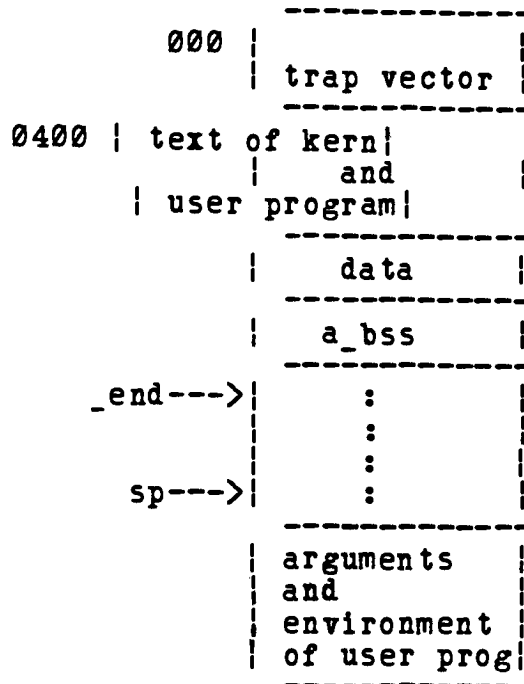 ---------------
000 | |
| trap vector |
---------------
0400 | text of kern|
| and |
| user program|
---------------
| data |
---------------
| a_bss |
---------------
_end--->| : |
| : |
| : |
sp--->| : |
---------------
| arguments |
| and |
| environment |
| of user prog|
---------------